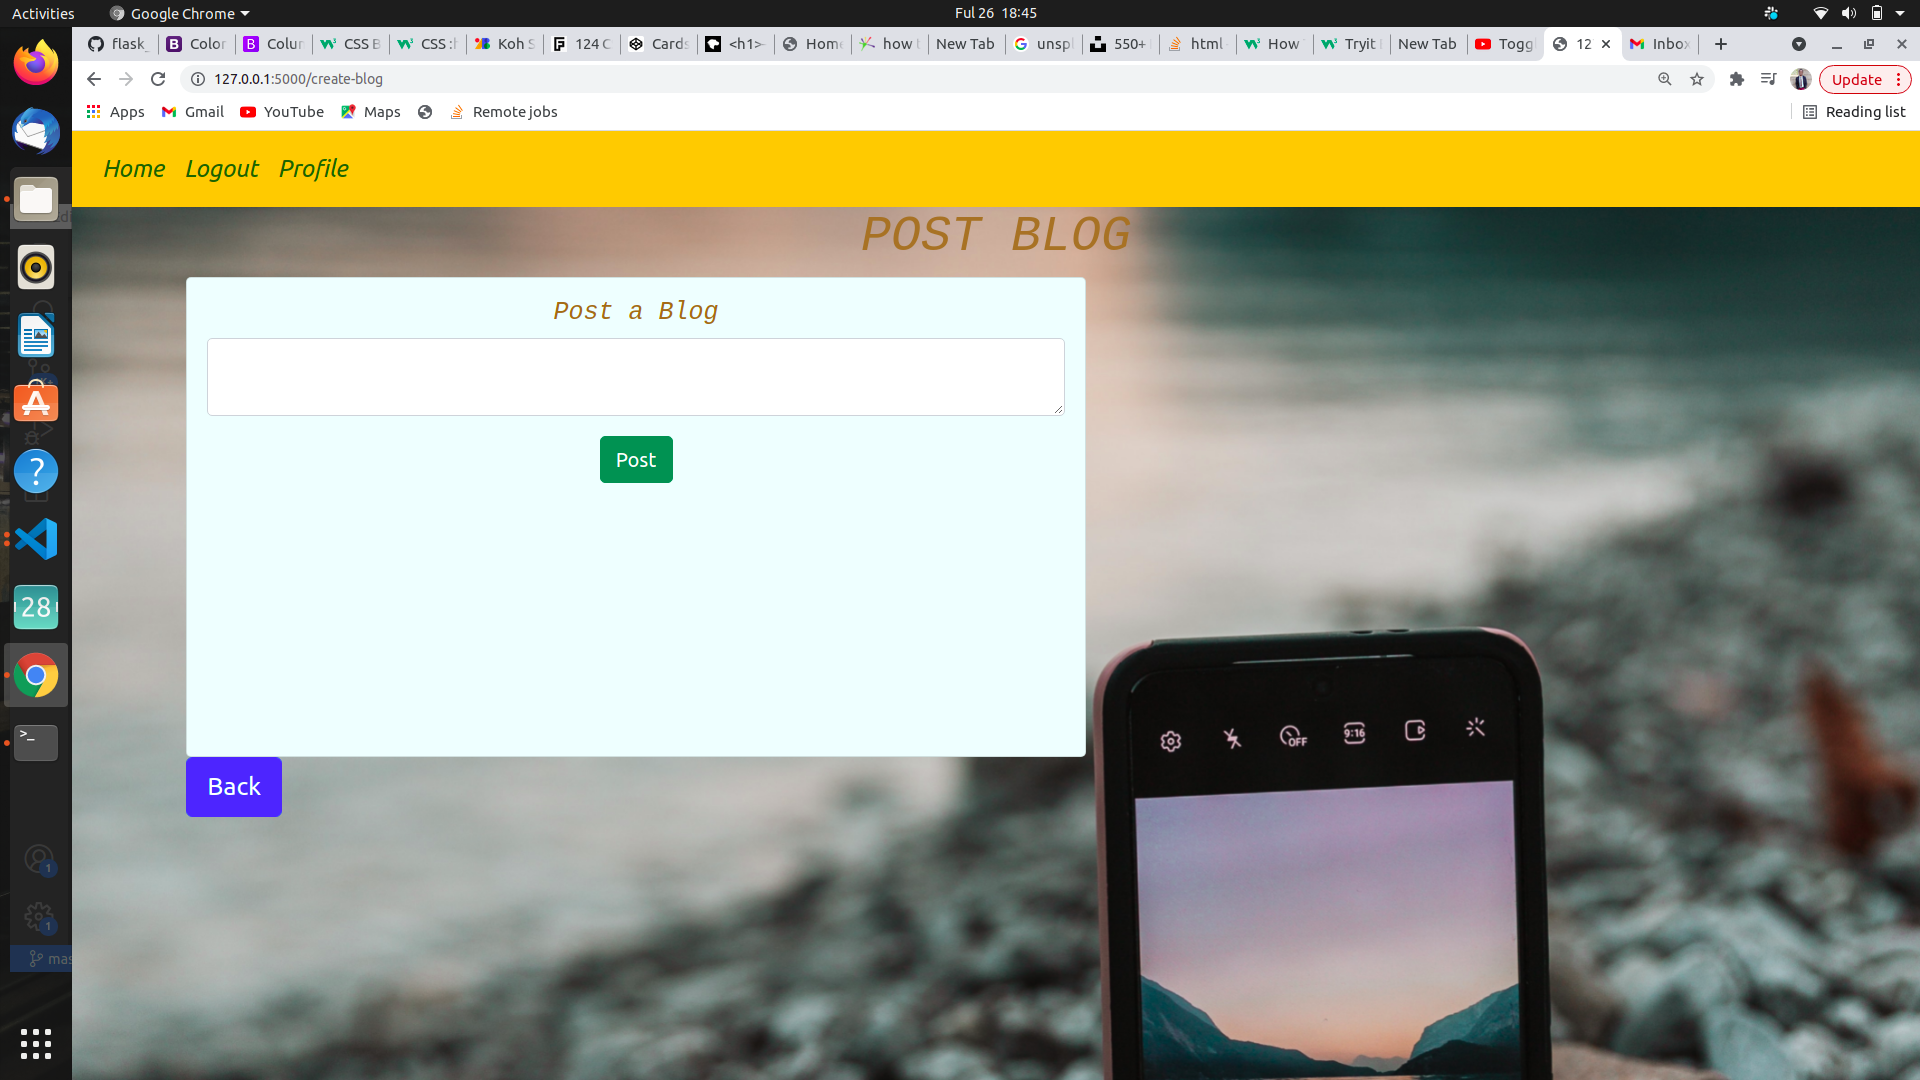 Activities Google Chrome Ful 26 18:45
flask_ Color Colur CSS B CSS :h Koh S 124 C Cards <h1> Home how t New Tab unspl 550+ html How Tryit New Tab Toggl 12 Inbox
127.0.0.1:5000/create-blog Update
Apps Gmail YouTube Maps Remote jobs Reading list
Home Logout Profile
POST BLOG
Post a Blog
Post
Back
28
>_
OFF 9:16
1
1
mas